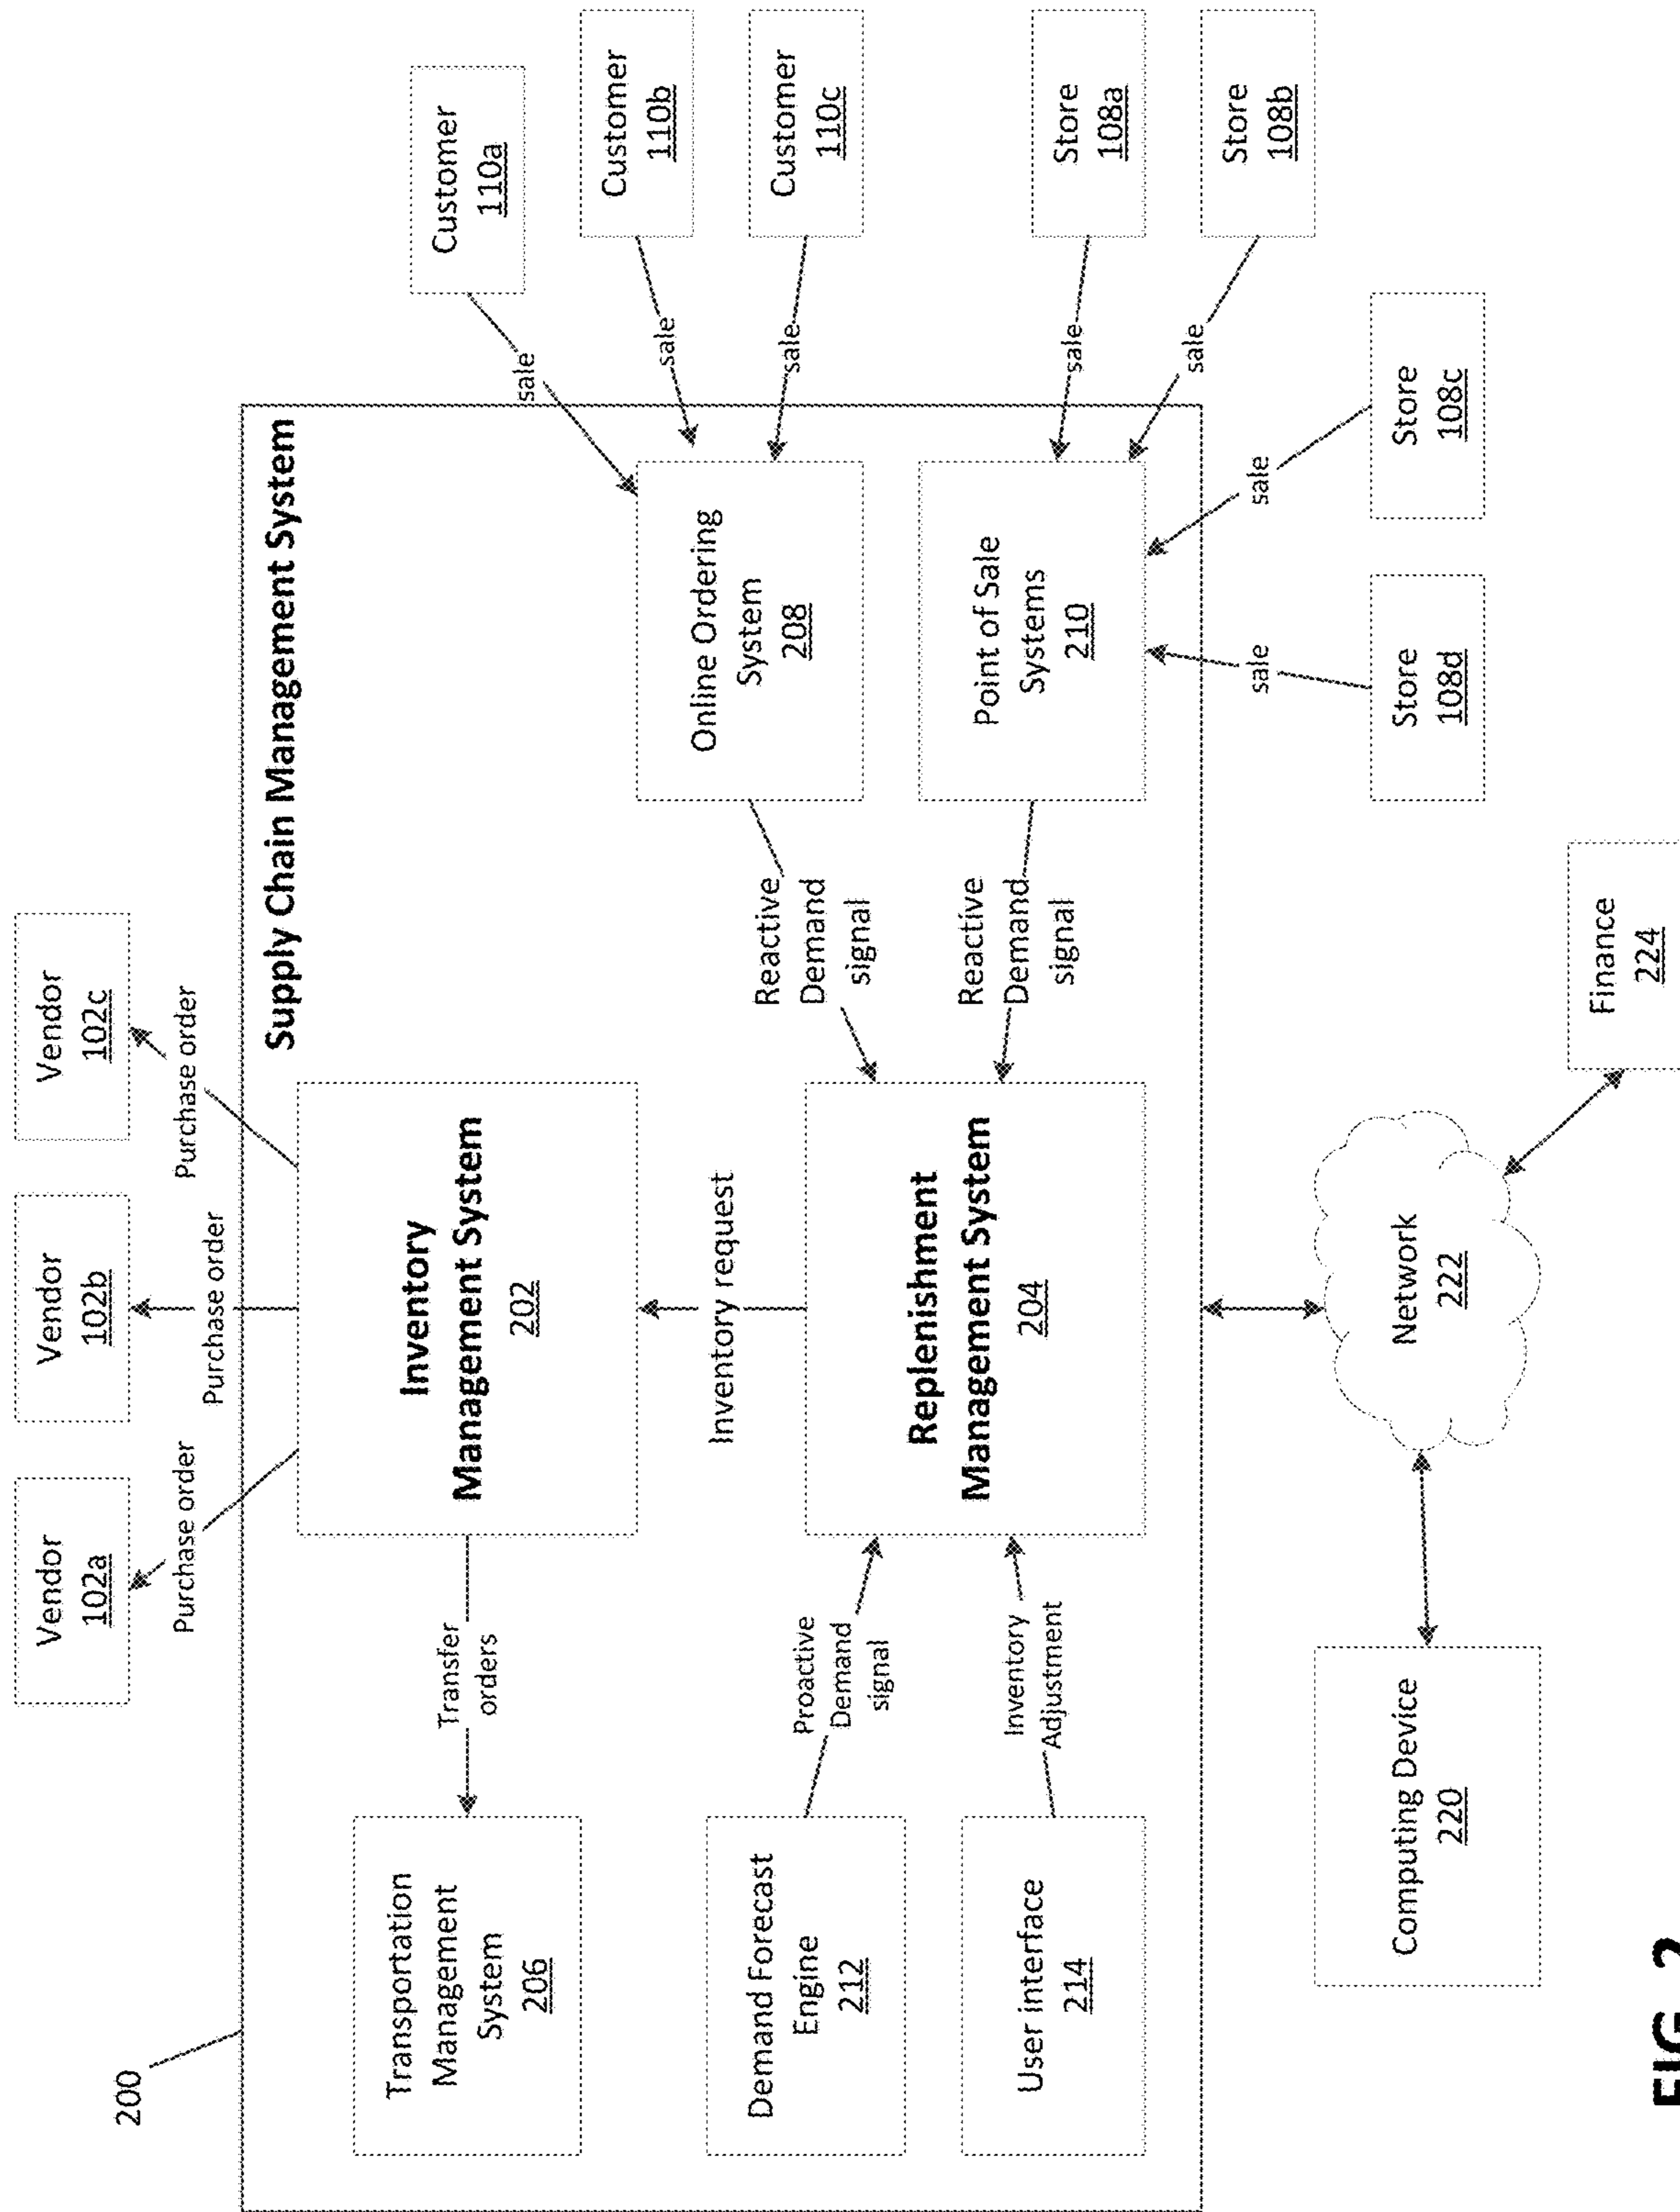 200
Vendor
102a
Vendor
102b
Vendor
102c
Purchase order
Purchase order
Purchase order
Supply Chain Management System
Transportation
Management
System
206
Transfer
orders
Inventory
Management System
202
Customer
110a
sale
Customer
110b
sale
Customer
110c
sale
Online Ordering
System
208
Inventory request
Reactive
Demand
signal
Demand Forecast
Engine
212
Proactive
Demand
signal
Replenishment
Management System
204
Reactive
Demand
signal
Point of Sale
Systems
210
Store
108a
sale
Store
108b
sale
User interface
214
Inventory
Adjustment
sale
sale
Store
108d
Store
108c
Computing Device
220
Network
222
Finance
224
FIG. 2